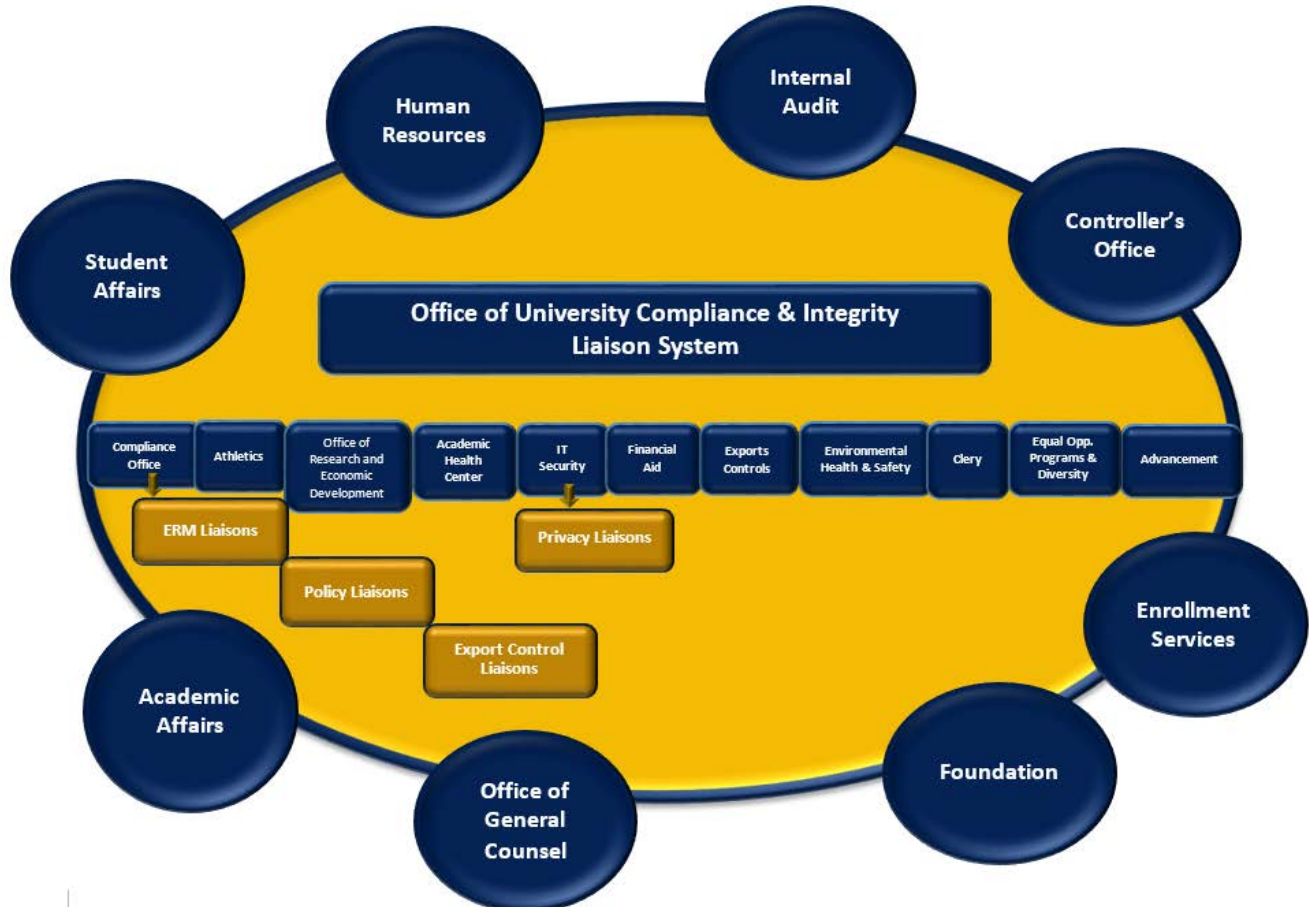 Internal
Audit
Human
Resources
Controller's
Office
Student
Affairs
Office of University Compliance & Integrity
Liaison System
Compliance
Office
Athletics
Office of
Research and
Economic
Development
Academic
Health
Center
IT
Security
Financial
Aid
Exports
Controls
Environmental
Health & Safety
Clery
Equal Opp.
Programs &
Diversity
Advancement
ERM Liaisons
Privacy Liaisons
Policy Liaisons
Export Control
Liaisons
Enrollment
Services
Academic
Affairs
Foundation
Office of
General
Counsel